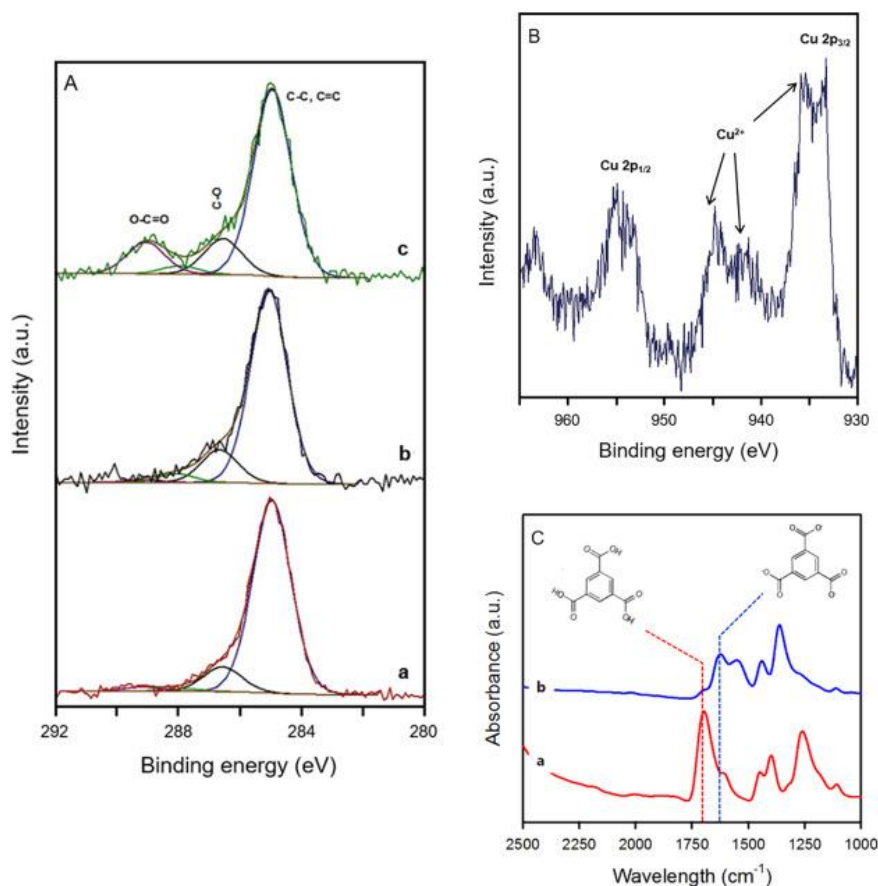 A
C-C, C=C
C-O
O-C=O
c
b
a
Intensity (a.u.)
292 288 284 280
Binding energy (eV)
B
Cu 2p3/2
Cu2+
Cu 2p1/2
Intensity (a.u.)
960 950 940 930
Binding energy (eV)
C
b
a
Absorbance (a.u.)
2500 2250 2000 1750 1500 1250 1000
Wavelength (cm-1)